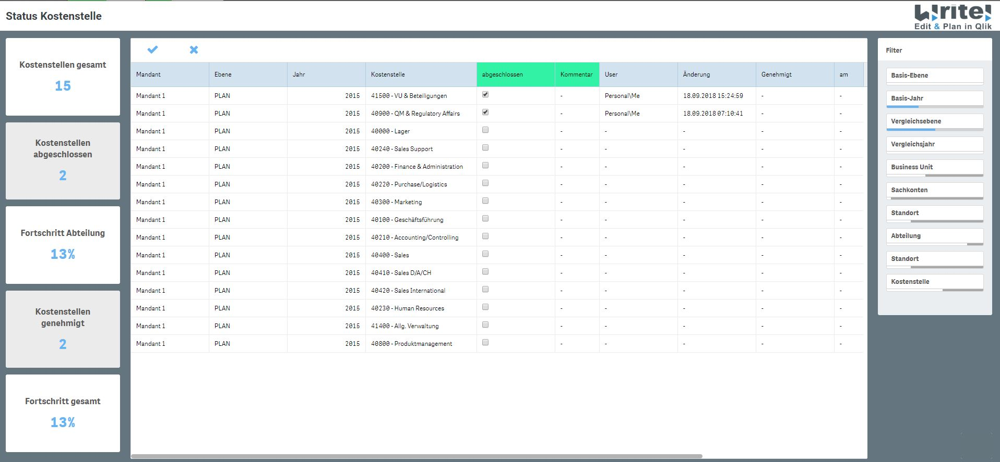 Status Kostenstelle
W!rite!
Edit & Plan in Qlik
Kostenstellen gesamt
15
Kostenstellen
abgeschlossen
2
Fortschritt Abteilung
13%
Kostenstellen
genehmigt
2
Fortschritt gesamt
13%
Mandant Ebene Jahr Kostenstelle abgeschlossen Kommentar User Änderung Genehmigt am
Mandant 1 PLAN 2015 41500 - VU & Beteiligungen - Personal\Me 18.09.2018 15:24:59 - -
Mandant 1 PLAN 2015 40900 - QM & Regulatory Affairs - Personal\Me 18.09.2018 07:10:41 - -
Mandant 1 PLAN 2015 40000 - Lager - - - - -
Mandant 1 PLAN 2015 40240 - Sales Support - - - - -
Mandant 1 PLAN 2015 40200 - Finance & Administration - - - - -
Mandant 1 PLAN 2015 40220 - Purchase/Logistics - - - - -
Mandant 1 PLAN 2015 40300 - Marketing - - - - -
Mandant 1 PLAN 2015 40100 - Geschäftsführung - - - - -
Mandant 1 PLAN 2015 40210 - Accounting/Controlling - - - - -
Mandant 1 PLAN 2015 40400 - Sales - - - - -
Mandant 1 PLAN 2015 40410 - Sales D/A/CH - - - - -
Mandant 1 PLAN 2015 40420 - Sales International - - - - -
Mandant 1 PLAN 2015 40230 - Human Resources - - - - -
Mandant 1 PLAN 2015 41400 - Allg. Verwaltung - - - - -
Mandant 1 PLAN 2015 40800 - Produktmanagement - - - - -
Filter
Basis-Ebene
Basis-Jahr
Vergleichsebene
Vergleichsjahr
Business Unit
Sachkonten
Standort
Abteilung
Standort
Kostenstelle